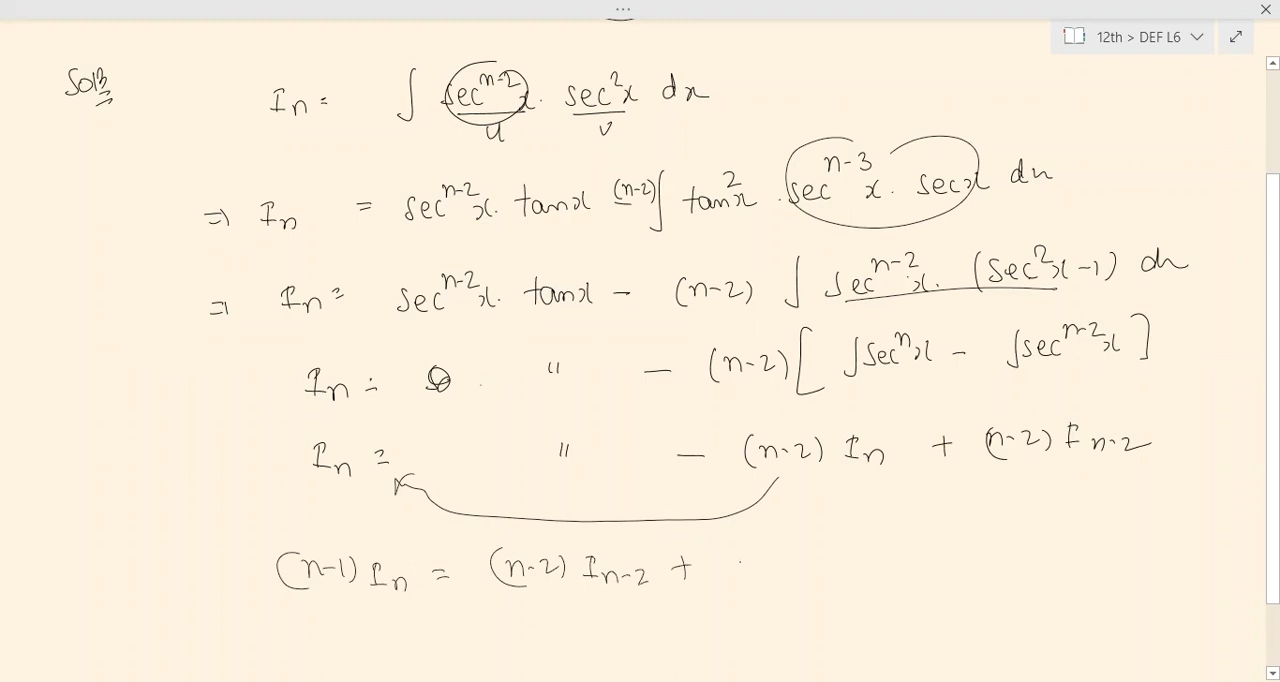 12th > DEF L6
Solⁿ
Iₙ = ∫ secⁿ⁻²x. sec²x dx
u v
⇒ Iₙ = secⁿ⁻²x. tanx (n-2)∫ tan²x .secⁿ⁻³x. secx dx
⇒ Iₙ = secⁿ⁻²x. tanx - (n-2) ∫ secⁿ⁻²x. (sec²x-1) dx
Iₙ = " - (n-2)[ ∫secⁿx - ∫secⁿ⁻²x ]
Iₙ = " - (n-2) Iₙ + (n-2) Iₙ₋₂
(n-1) Iₙ = (n-2) Iₙ₋₂ +